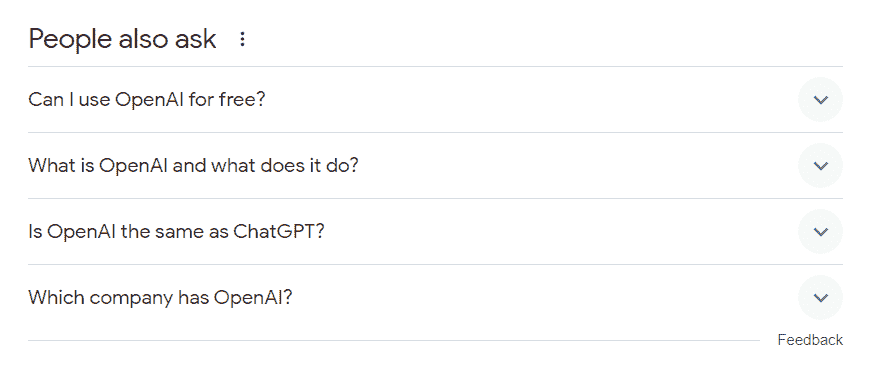 People also ask
Can I use OpenAI for free?
What is OpenAI and what does it do?
Is OpenAI the same as ChatGPT?
Which company has OpenAI?
Feedback